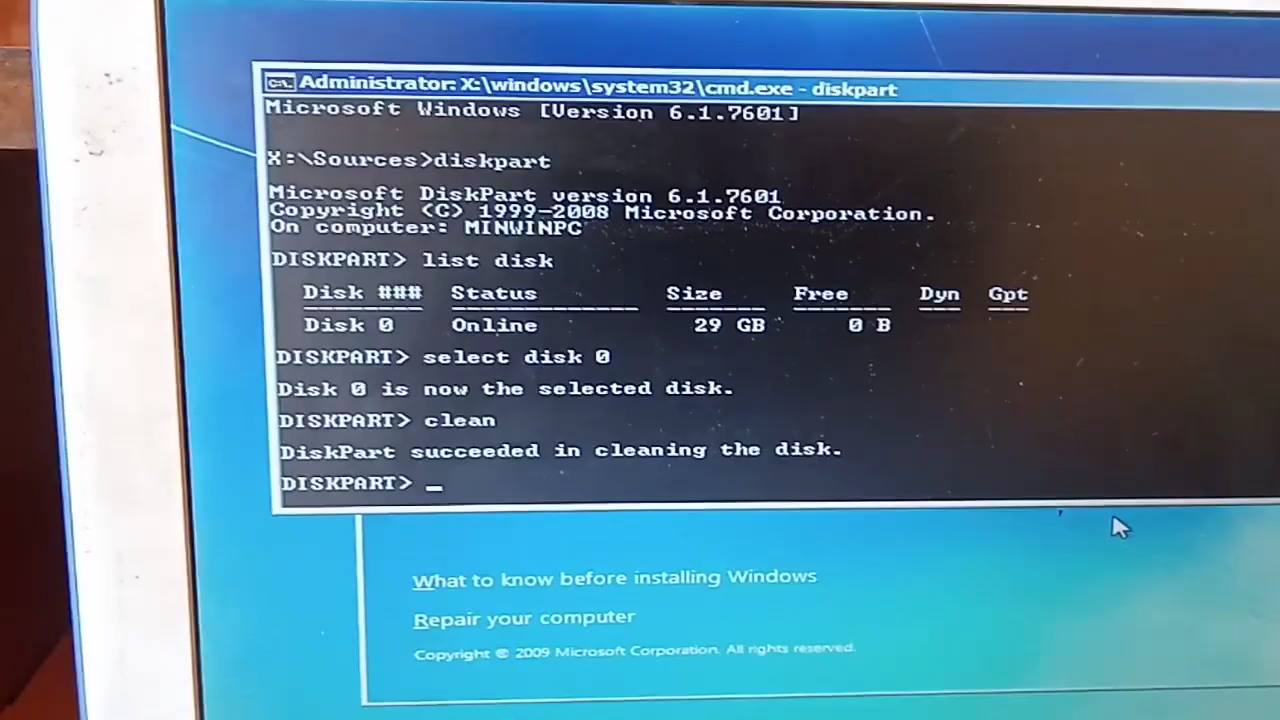 Administrator: X:\windows\system32\cmd.exe - diskpart
Microsoft Windows [Version 6.1.7601]
X:\Sources>diskpart
Microsoft DiskPart version 6.1.7601
Copyright (C) 1999-2008 Microsoft Corporation.
On computer: MINWINPC
DISKPART> list disk
Disk ### Status Size Free Dyn Gpt
-------- ------------- ------- ------- --- ---
Disk 0 Online 29 GB 0 B
DISKPART> select disk 0
Disk 0 is now the selected disk.
DISKPART> clean
DiskPart succeeded in cleaning the disk.
DISKPART> _
What to know before installing Windows
Repair your computer
Copyright © 2009 Microsoft Corporation. All rights reserved.